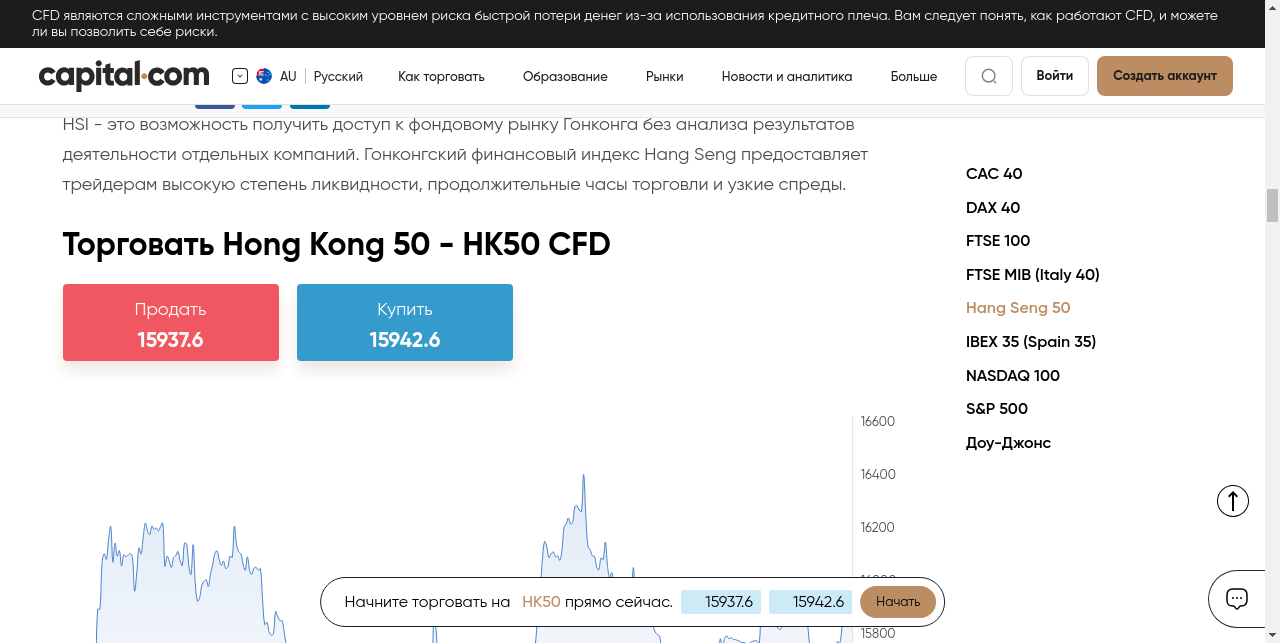 CFD являются сложными инструментами с высоким уровнем риска быстрой потери денег из-за использования кредитного плеча. Вам следует понять, как работают CFD, и можете
ли вы позволить себе риски.
capital.com AU Русский Как торговать Образование Рынки Новости и аналитика Больше Войти Создать аккаунт
HSI - это возможность получить доступ к фондовому рынку Гонконга без анализа результатов
деятельности отдельных компаний. Гонконгский финансовый индекс Hang Seng предоставляет
трейдерам высокую степень ликвидности, продолжительные часы торговли и узкие спреды.
Торговать Hong Kong 50 - HK50 CFD
Продать
15937.6
Купить
15942.6
16600
16400
16200
15800
CAC 40
DAX 40
FTSE 100
FTSE MIB (Italy 40)
Hang Seng 50
IBEX 35 (Spain 35)
NASDAQ 100
S&P 500
Доу-Джонс
Начните торговать на HK50 прямо сейчас. 15937.6 15942.6 Начать